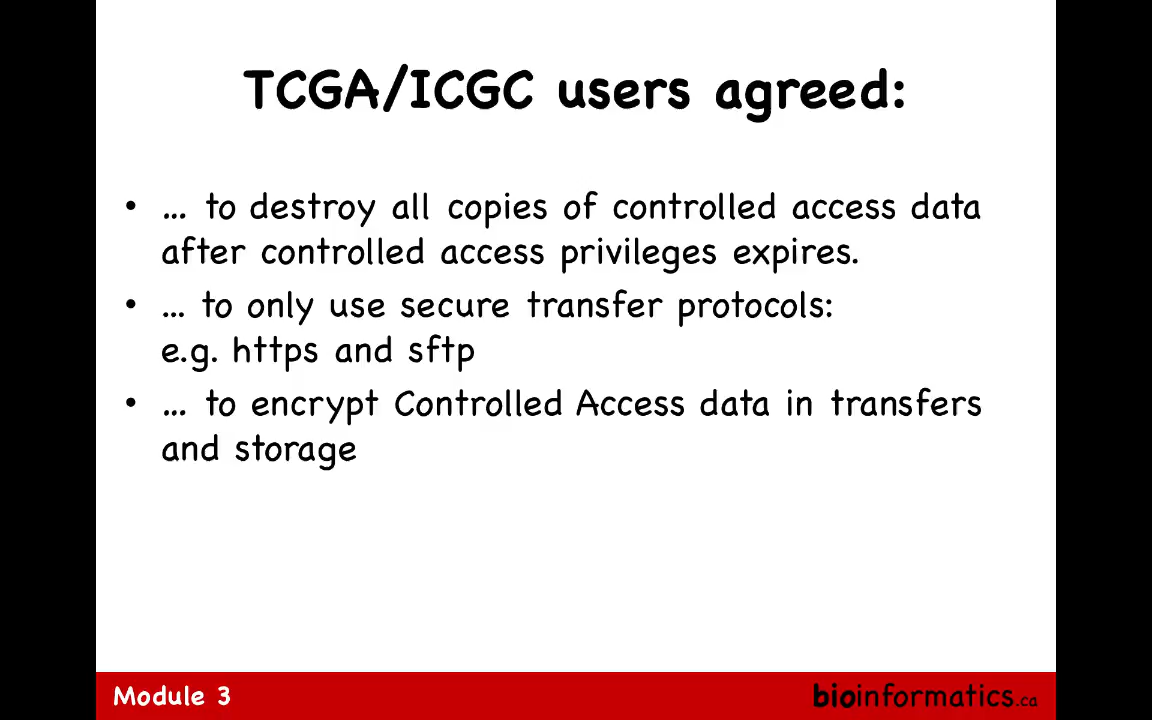 TCGA/ICGC users agreed:
• ... to destroy all copies of controlled access data
after controlled access privileges expires.
• ... to only use secure transfer protocols:
e.g. https and sftp
• ... to encrypt Controlled Access data in transfers
and storage
Module 3
bioinformatics.ca